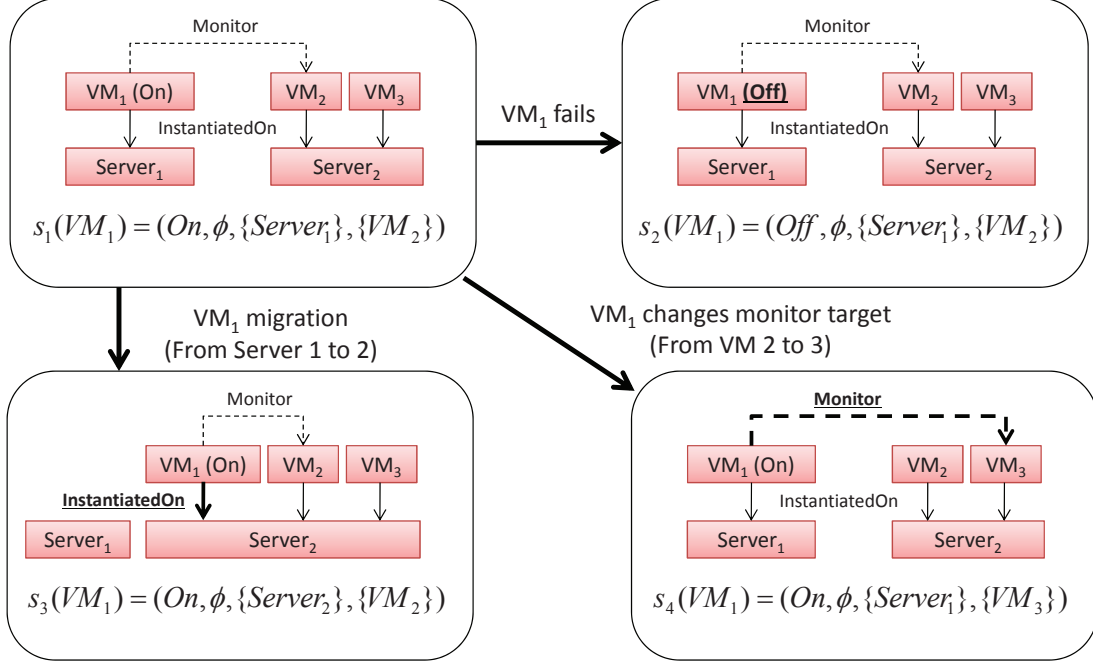 Monitor
VM₁ (On) VM₂ VM₃
InstantiatedOn
Server₁ Server₂
s₁(VM₁) = (On, ϕ, {Server₁}, {VM₂})
VM₁ fails
Monitor
VM₁ (Off) VM₂ VM₃
InstantiatedOn
Server₁ Server₂
s₂(VM₁) = (Off, ϕ, {Server₁}, {VM₂})
VM₁ migration
(From Server 1 to 2)
VM₁ changes monitor target
(From VM 2 to 3)
Monitor
VM₁ (On) VM₂ VM₃
InstantiatedOn
Server₁ Server₂
s₃(VM₁) = (On, ϕ, {Server₂}, {VM₂})
Monitor
VM₁ (On) VM₂ VM₃
InstantiatedOn
Server₁ Server₂
s₄(VM₁) = (On, ϕ, {Server₁}, {VM₃})